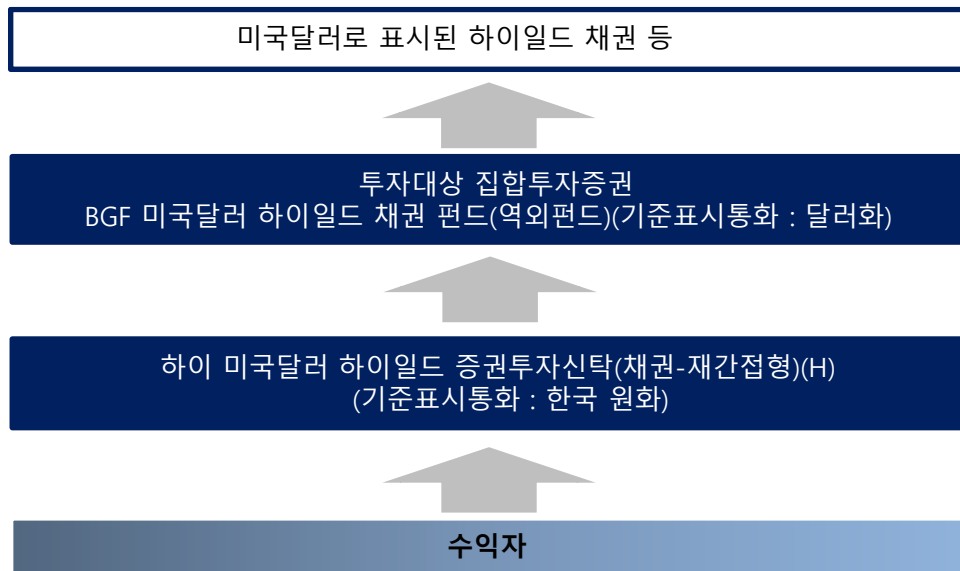 미국달러로 표시된 하이일드 채권 등
투자대상 집합투자증권
BGF 미국달러 하이일드 채권 펀드(역외펀드)(기준표시통화 : 달러화)
하이 미국달러 하이일드 증권투자신탁(채권-재간접형)(H)
(기준표시통화 : 한국 원화)
수익자